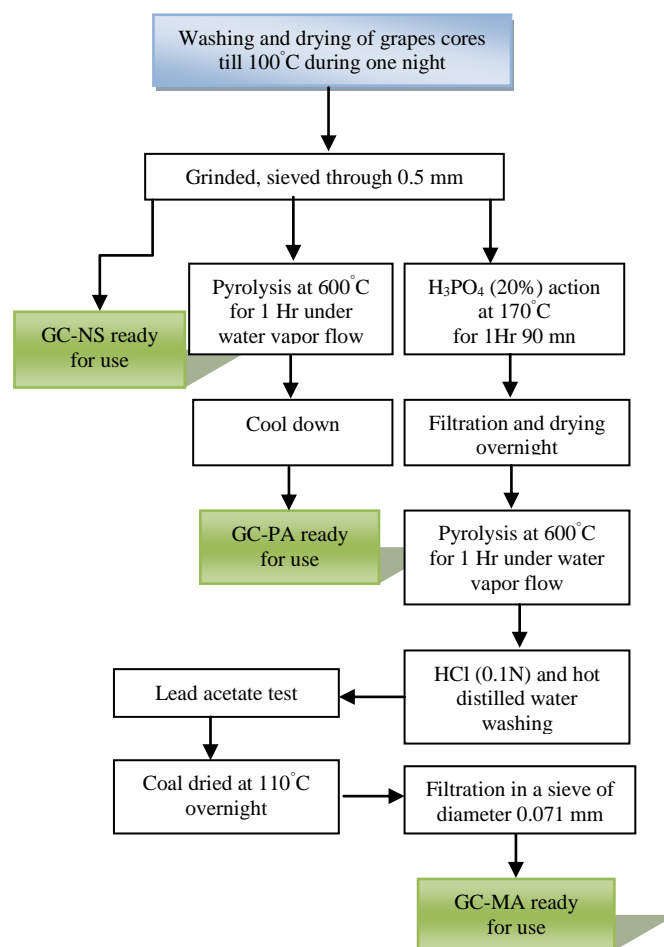 Washing and drying of grapes cores
till 100°C during one night
Grinded, sieved through 0.5 mm
Pyrolysis at 600°C
for 1 Hr under
water vapor flow
H₃PO₄ (20%) action
at 170°C
for 1Hr 90 mn
GC-NS ready
for use
Cool down
Filtration and drying
overnight
GC-PA ready
for use
Pyrolysis at 600°C
for 1 Hr under water
vapor flow
HCl (0.1N) and hot
distilled water
washing
Lead acetate test
Coal dried at 110°C
overnight
Filtration in a sieve of
diameter 0.071 mm
GC-MA ready
for use